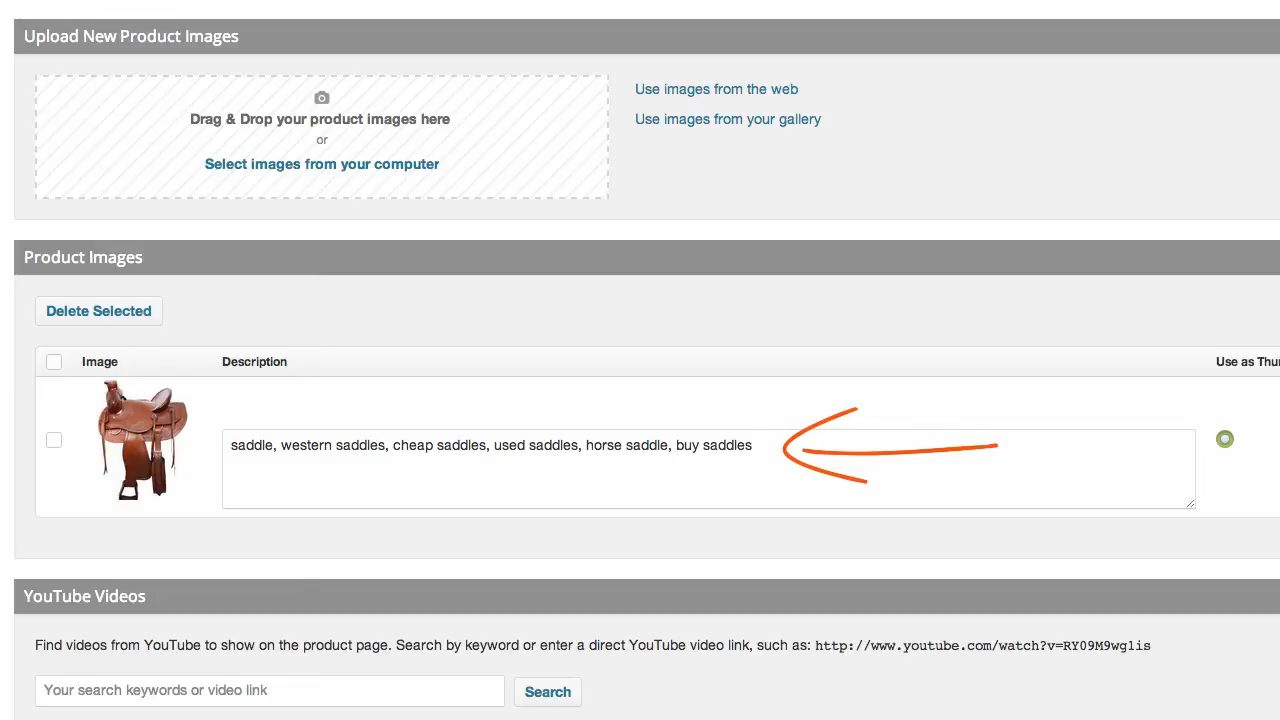 Upload New Product Images
Drag & Drop your product images here
or
Select images from your computer
Use images from the web
Use images from your gallery
Product Images
Delete Selected
Image Description Use as Thu
saddle, western saddles, cheap saddles, used saddles, horse saddle, buy saddles
YouTube Videos
Find videos from YouTube to show on the product page. Search by keyword or enter a direct YouTube video link, such as: http://www.youtube.com/watch?v=RY09M9wg1is
Your search keywords or video link
Search